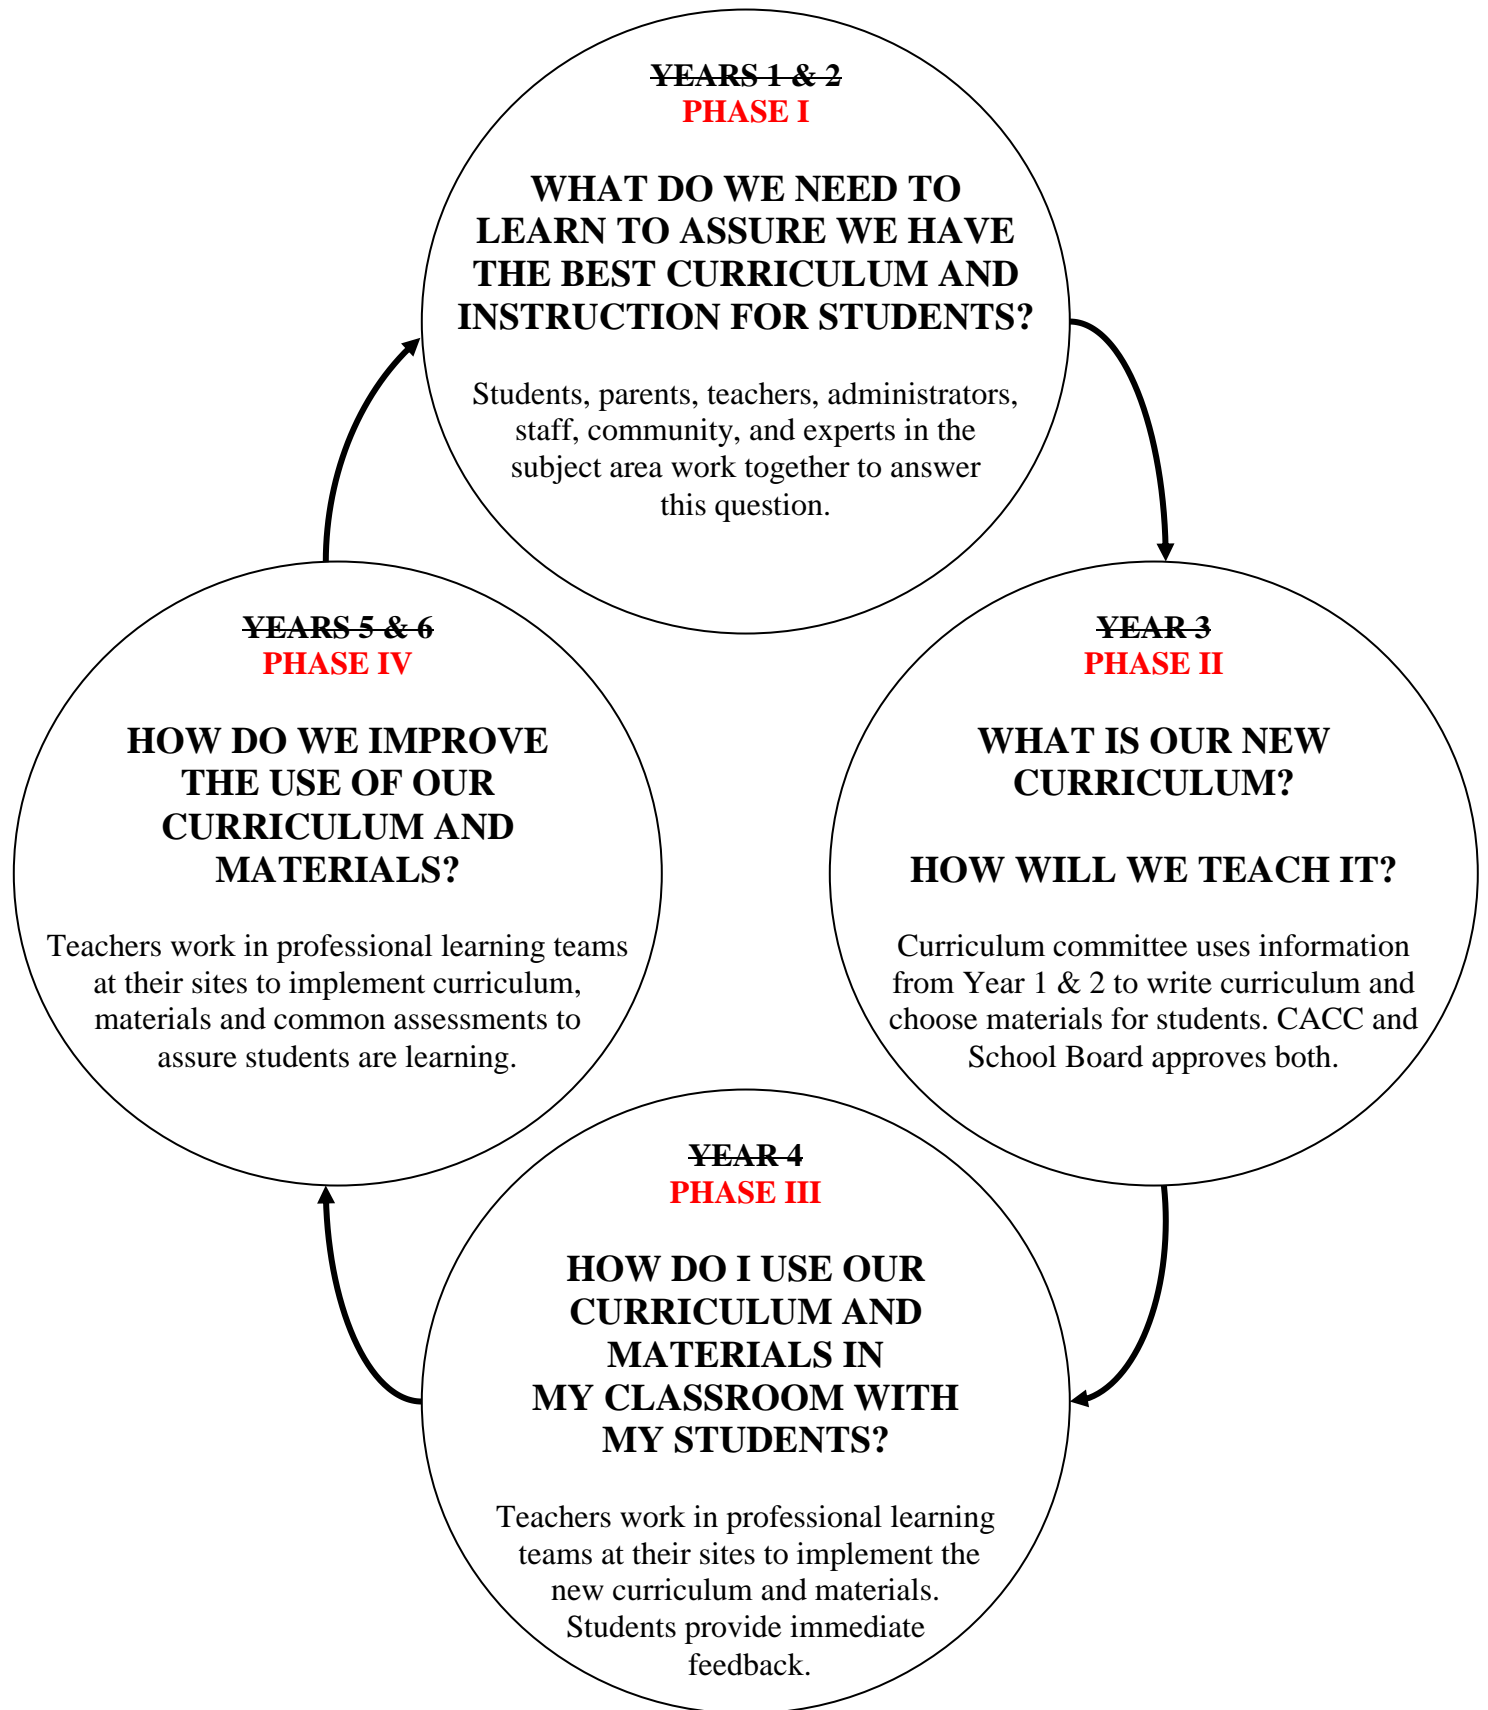 YEARS 1 & 2
PHASE I
WHAT DO WE NEED TO
LEARN TO ASSURE WE HAVE
THE BEST CURRICULUM AND
INSTRUCTION FOR STUDENTS?
Students, parents, teachers, administrators,
staff, community, and experts in the
subject area work together to answer
this question.
YEAR 3
PHASE II
WHAT IS OUR NEW
CURRICULUM?
HOW WILL WE TEACH IT?
Curriculum committee uses information
from Year 1 & 2 to write curriculum and
choose materials for students. CACC and
School Board approves both.
YEAR 4
PHASE III
HOW DO I USE OUR
CURRICULUM AND
MATERIALS IN
MY CLASSROOM WITH
MY STUDENTS?
Teachers work in professional learning
teams at their sites to implement the
new curriculum and materials.
Students provide immediate
feedback.
YEARS 5 & 6
PHASE IV
HOW DO WE IMPROVE
THE USE OF OUR
CURRICULUM AND
MATERIALS?
Teachers work in professional learning teams
at their sites to implement curriculum,
materials and common assessments to
assure students are learning.